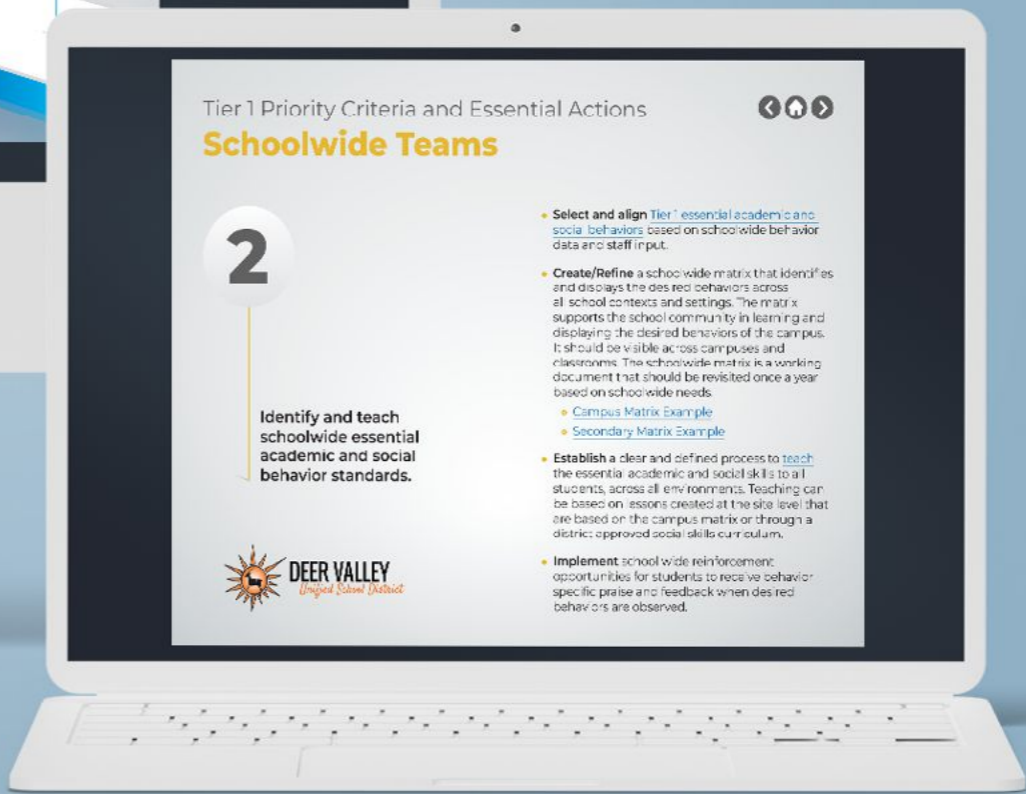 Tier 1 Priority Criteria and Essential Actions
Schoolwide Teams
2
Identify and teach
schoolwide essential
academic and social
behavior standards.
DEER VALLEY
Unified School District
• Select and align Tier 1 essential academic and
social behaviors based on schoolwide behavior
data and staff input.
• Create/Refine a schoolwide matrix that identifies
and displays the desired behaviors across
all school contexts and settings. The matrix
supports the school community in learning and
displaying the desired behaviors of the campus.
It should be visible across campuses and
classrooms. The schoolwide matrix is a working
document that should be revisited once a year
based on schoolwide needs.
• Campus Matrix Example
• Secondary Matrix Example
• Establish a clear and defined process to teach
the essential academic and social skills to all
students, across all environments. Teaching can
be based on lessons created at the site level that
are based on the campus matrix or through a
district approved social skills curriculum.
• Implement school wide reinforcement
opportunities for students to receive behavior
specific praise and feedback when desired
behaviors are observed.